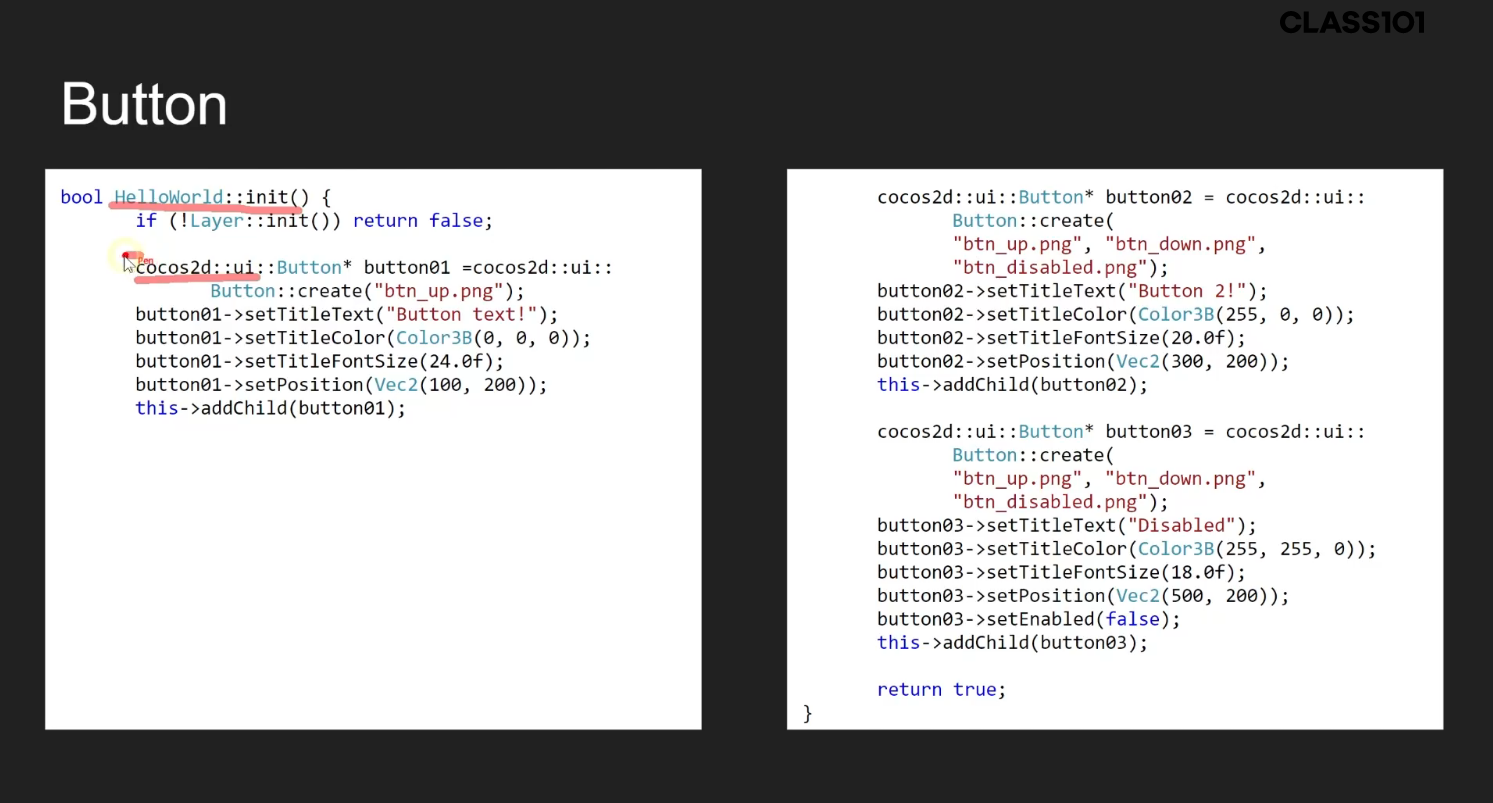 CLASS101
Button
bool HelloWorld::init() {
if (!Layer::init()) return false;
Pen
cocos2d::ui::Button* button01 =cocos2d::ui::
Button::create("btn_up.png");
button01->setTitleText("Button text!");
button01->setTitleColor(Color3B(0, 0, 0));
button01->setTitleFontSize(24.0f);
button01->setPosition(Vec2(100, 200));
this->addChild(button01);
cocos2d::ui::Button* button02 = cocos2d::ui::
Button::create(
"btn_up.png", "btn_down.png",
"btn_disabled.png");
button02->setTitleText("Button 2!");
button02->setTitleColor(Color3B(255, 0, 0));
button02->setTitleFontSize(20.0f);
button02->setPosition(Vec2(300, 200));
this->addChild(button02);
cocos2d::ui::Button* button03 = cocos2d::ui::
Button::create(
"btn_up.png", "btn_down.png",
"btn_disabled.png");
button03->setTitleText("Disabled");
button03->setTitleColor(Color3B(255, 255, 0));
button03->setTitleFontSize(18.0f);
button03->setPosition(Vec2(500, 200));
button03->setEnabled(false);
this->addChild(button03);
return true;
}